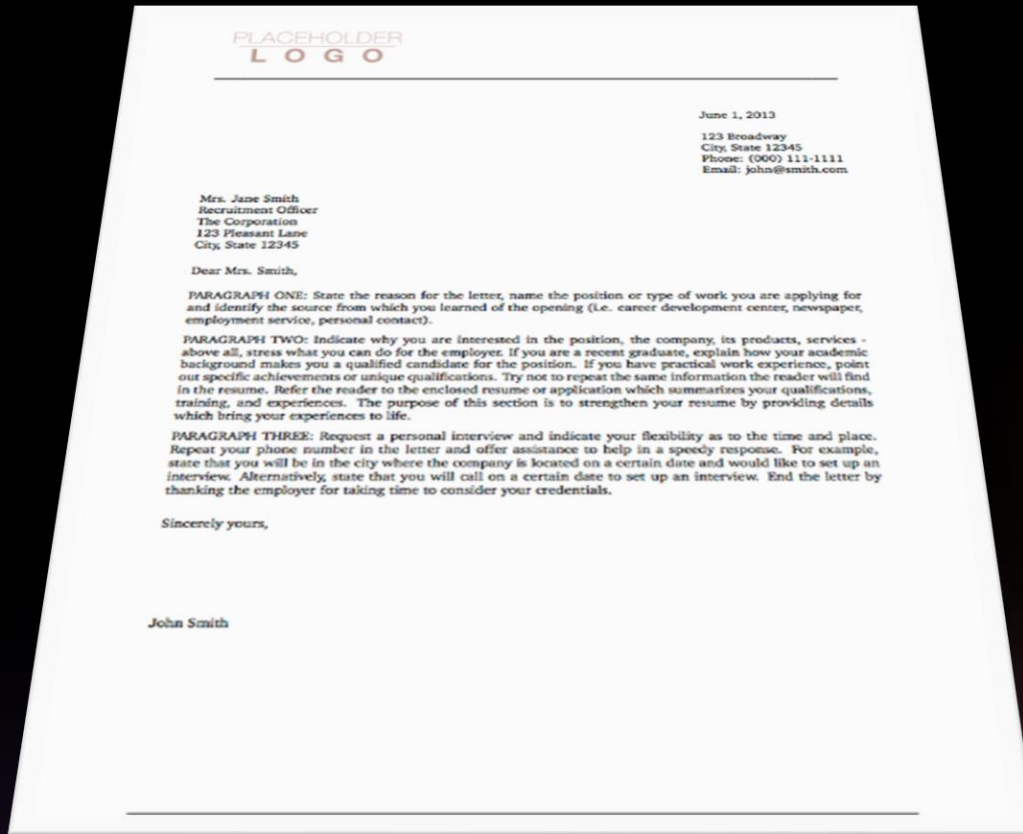 PLACEHOLDER
LOGO
June 1, 2013
123 Broadway
City, State 12345
Phone: (000) 111-1111
Email: john@smith.com
Mrs. Jane Smith
Recruitment Officer
The Corporation
123 Pleasant Lane
City, State 12345
Dear Mrs. Smith,
PARAGRAPH ONE: State the reason for the letter, name the position or type of work you are applying for
and identify the source from which you learned of the opening (i.e. career development center, newspaper,
employment service, personal contact).
PARAGRAPH TWO: Indicate why you are interested in the position, the company, its products, services -
above all, stress what you can do for the employer. If you are a recent graduate, explain how your academic
background makes you a qualified candidate for the position. If you have practical work experience, point
out specific achievements or unique qualifications. Try not to repeat the same information the reader will find
in the resume. Refer the reader to the enclosed resume or application which summarizes your qualifications,
training, and experiences. The purpose of this section is to strengthen your resume by providing details
which bring your experiences to life.
PARAGRAPH THREE: Request a personal interview and indicate your flexibility as to the time and place.
Repeat your phone number in the letter and offer assistance to help in a speedy response. For example,
state that you will be in the city where the company is located on a certain date and would like to set up an
interview. Alternatively, state that you will call on a certain date to set up an interview. End the letter by
thanking the employer for taking time to consider your credentials.
Sincerely yours,
John Smith